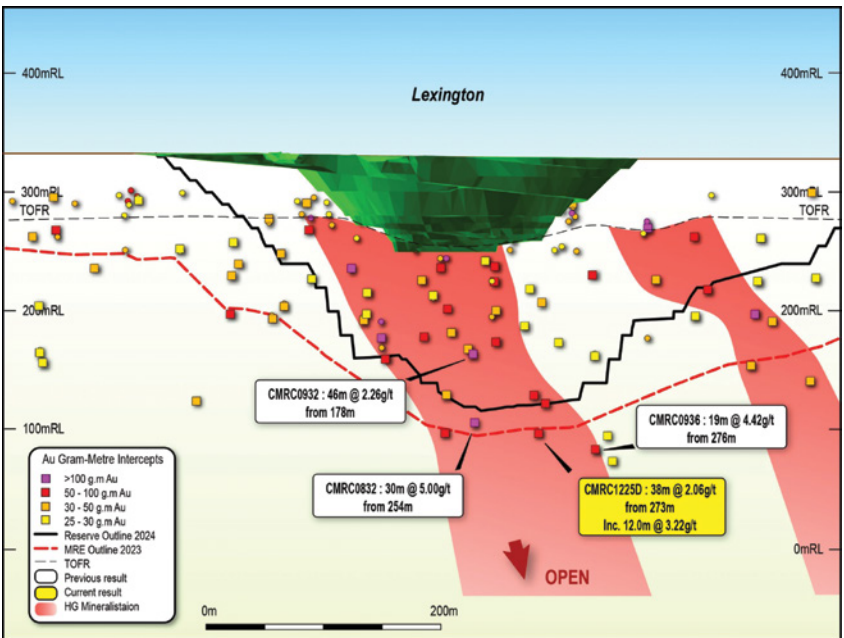 400mRL
400mRL
Lexington
300mRL
TOFR
300mRL
TOFR
200mRL
200mRL
CMRC0932 : 46m @ 2.26g/t
from 178m
100mRL
CMRC0936 : 19m @ 4.42g/t
from 276m
CMRC0832 : 30m @ 5.00g/t
from 254m
CMRC1225D : 38m @ 2.06g/t
from 273m
Inc. 12.0m @ 3.22g/t
Au Gram-Metre Intercepts
>100 g.m Au
50 - 100 g.m Au
30 - 50 g.m Au
25 - 30 g.m Au
Reserve Outline 2024
MRE Outline 2023
TOFR
Previous result
Current result
HG Mineralistaion
0mRL
OPEN
0m
200m